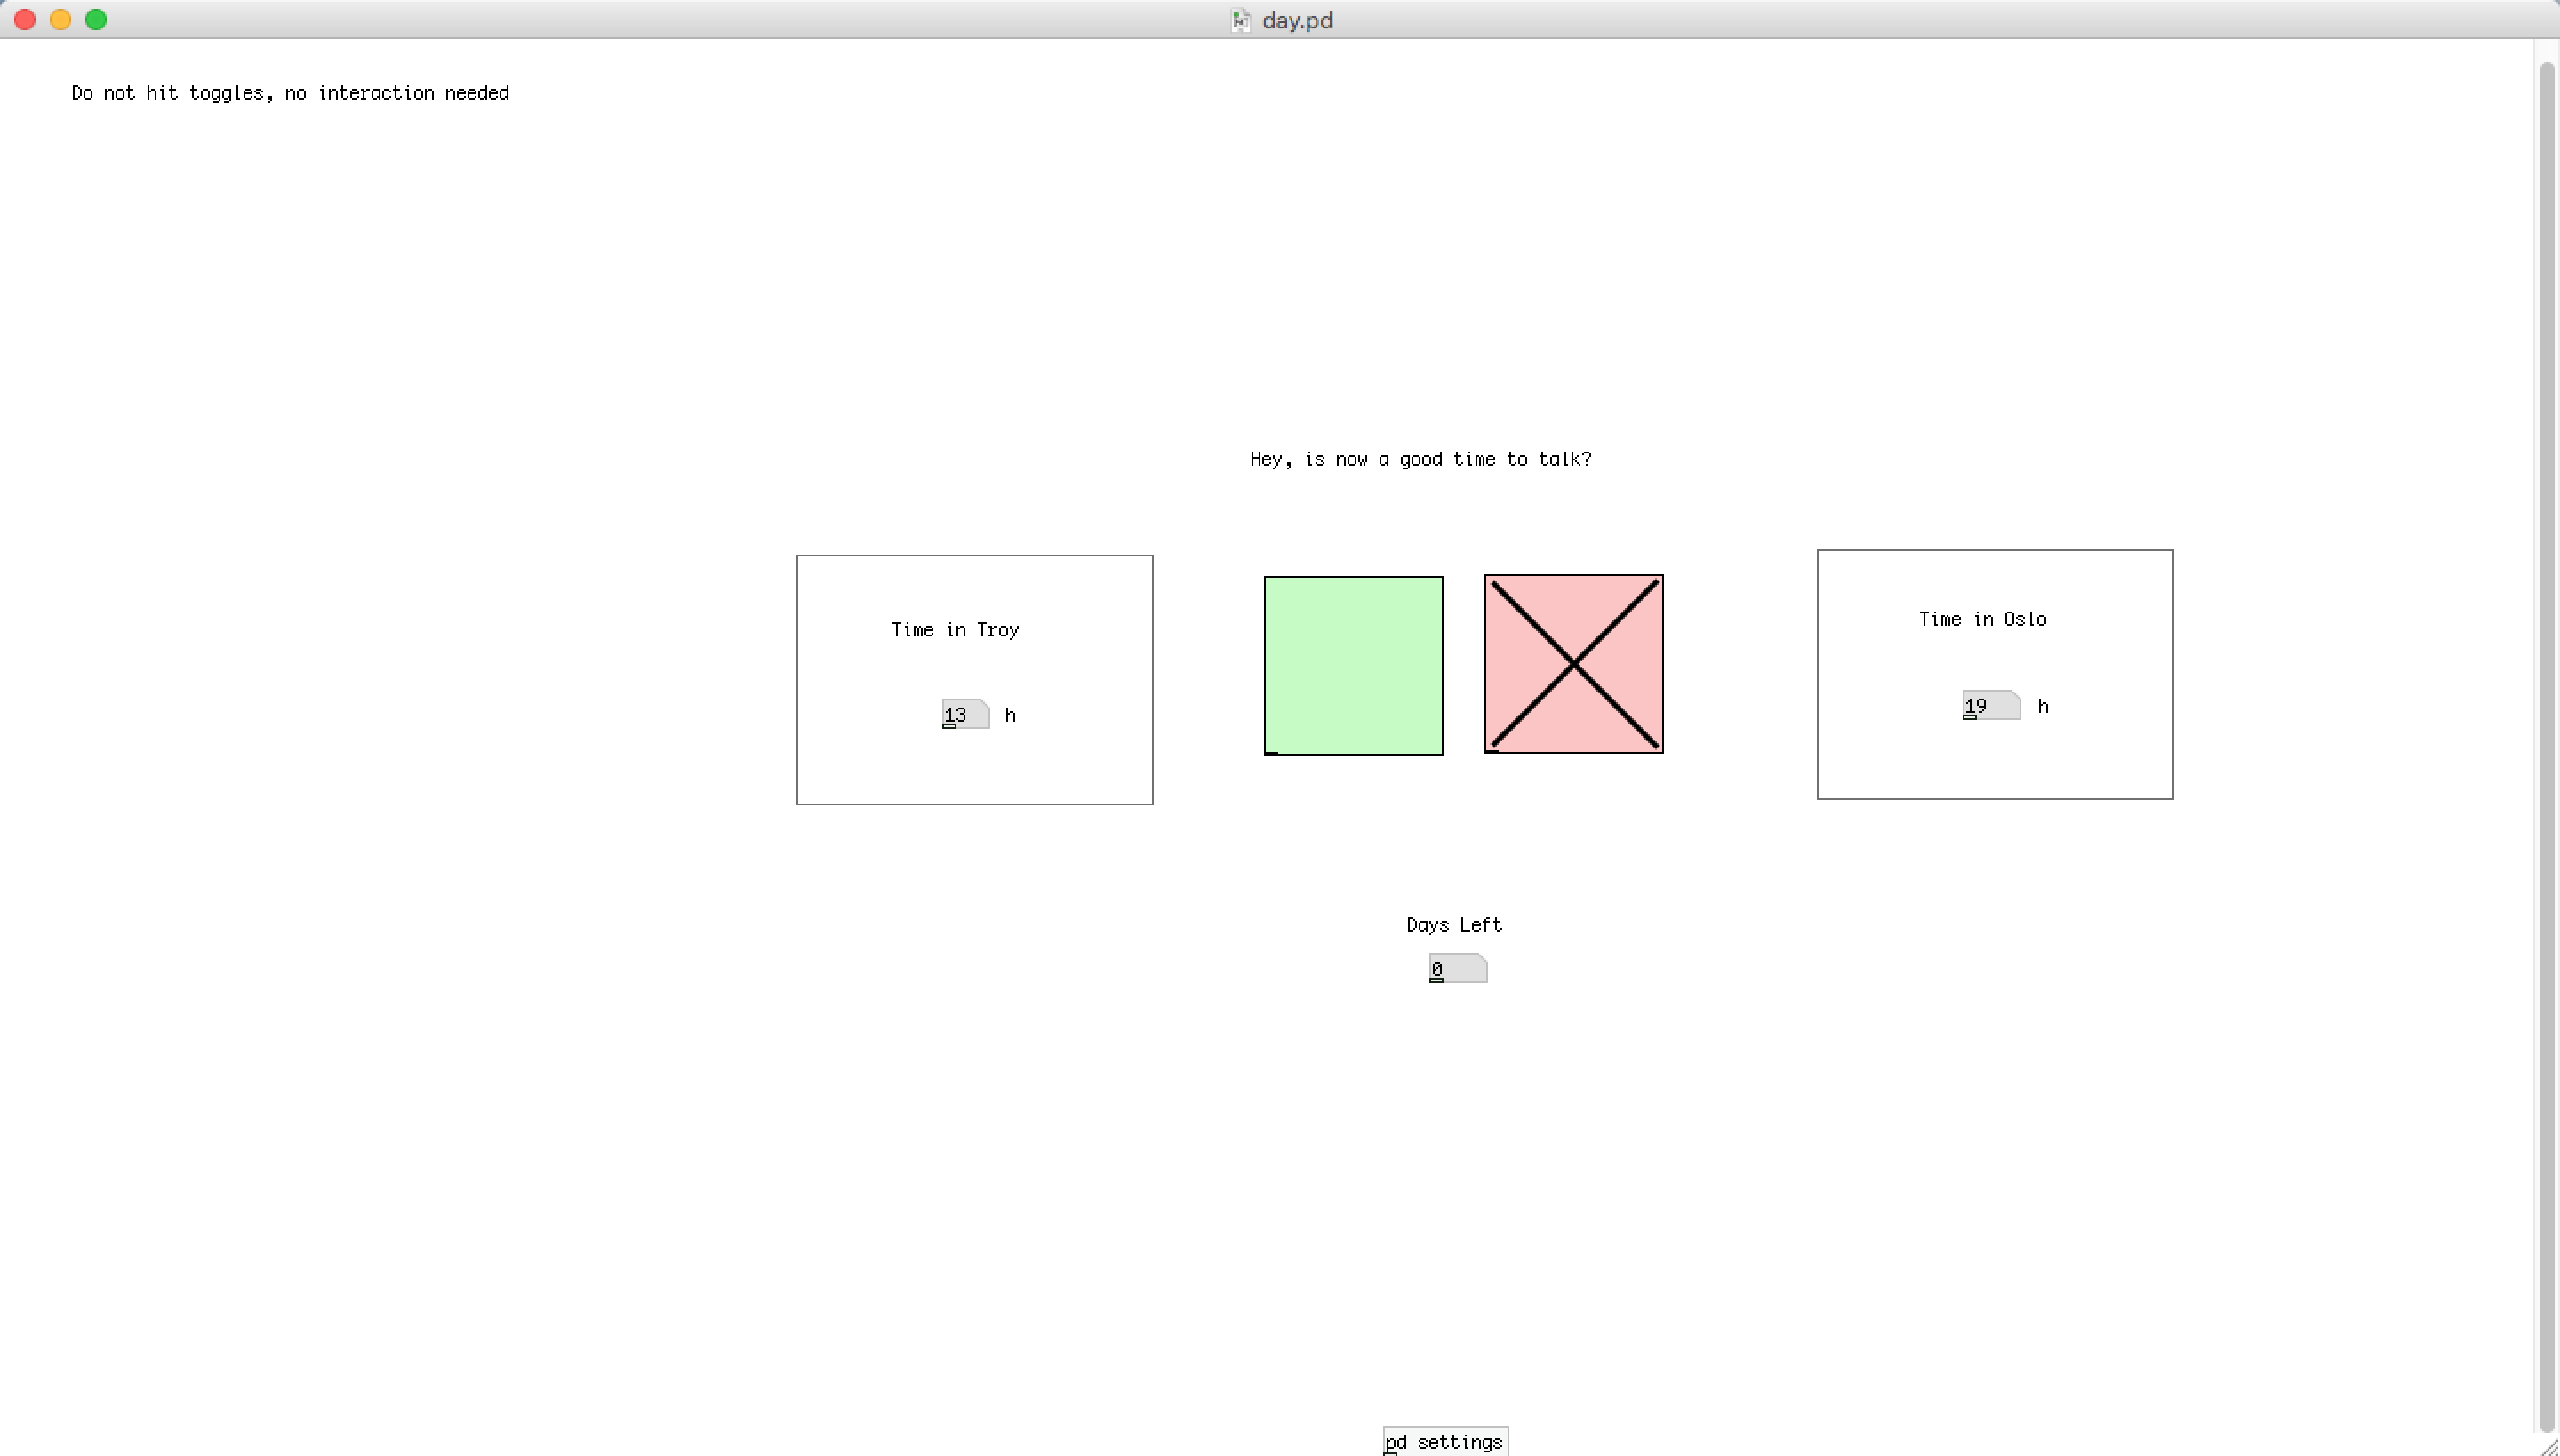 day.pd
Do not hit toggles, no interaction needed
Hey, is now a good time to talk?
Time in Troy
13 h
Time in Oslo
19 h
Days Left
0
pd settings